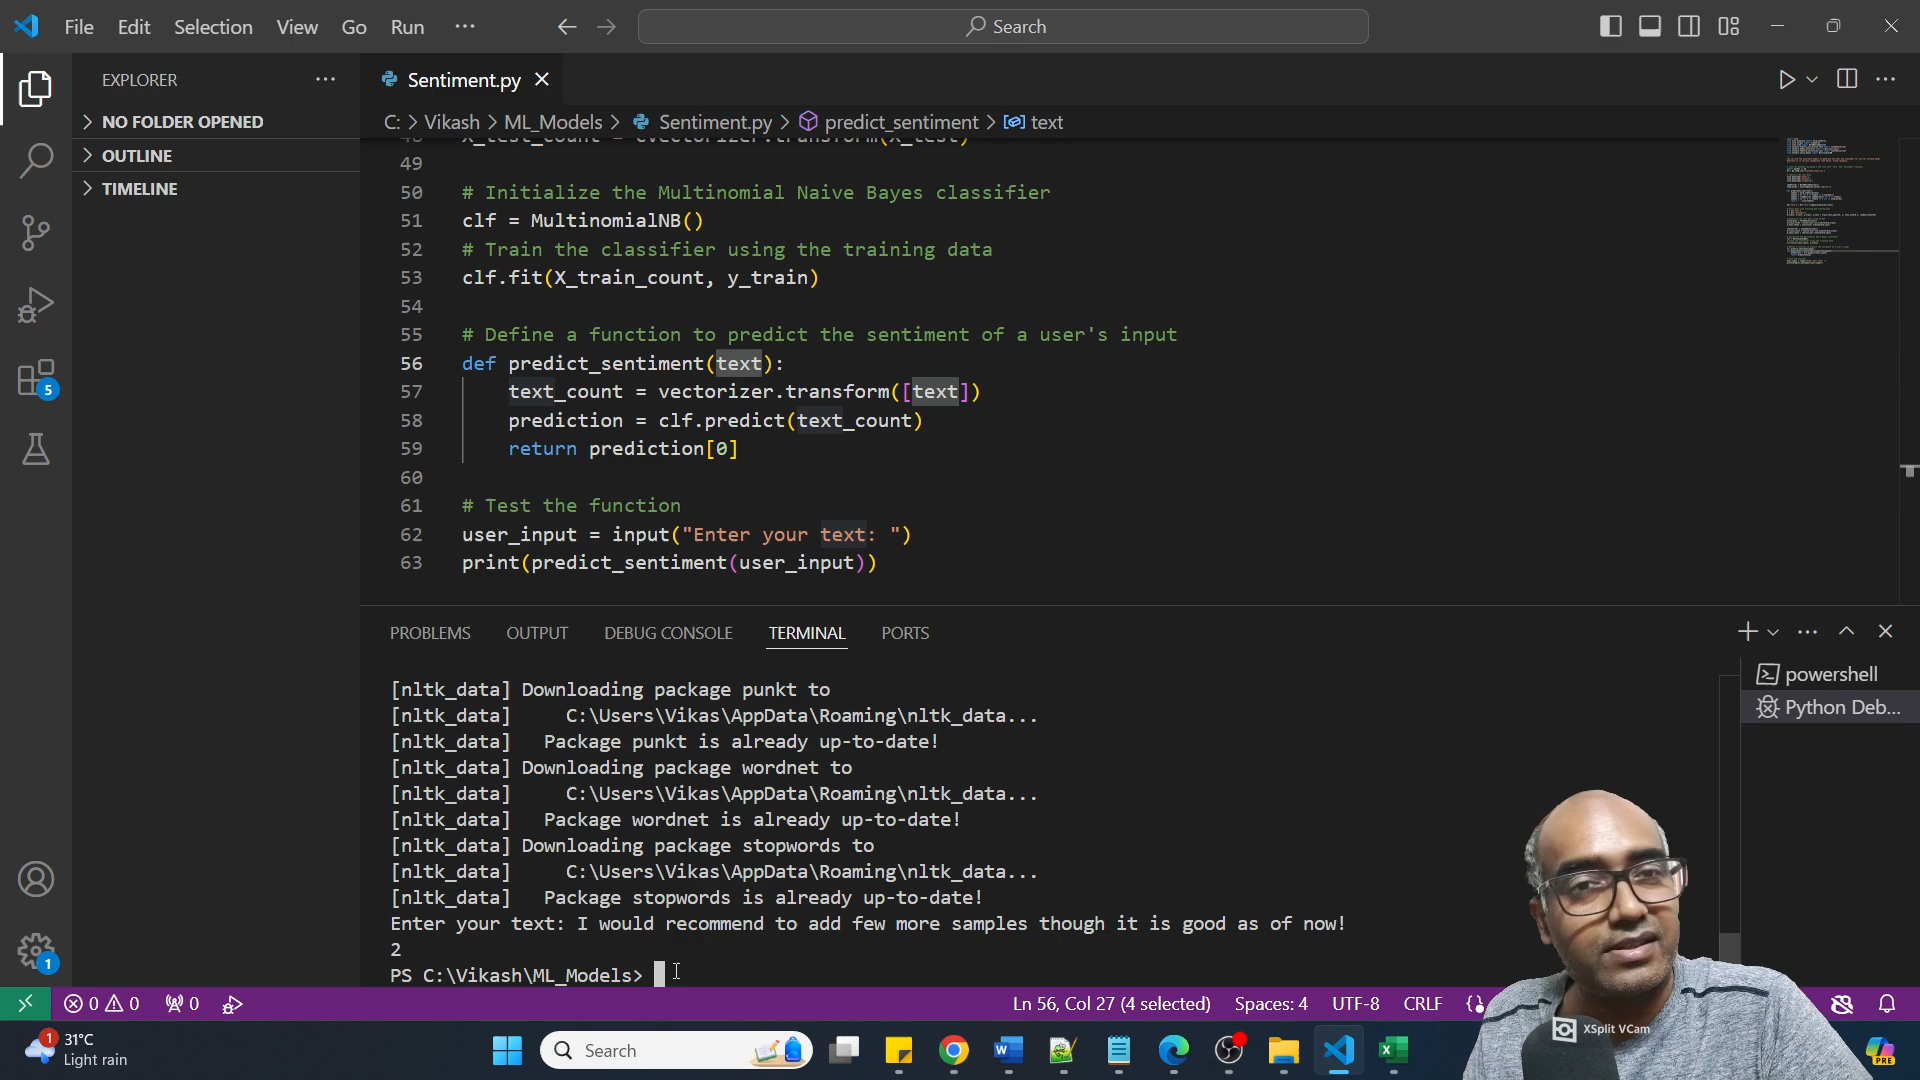 File Edit Selection View Go Run ··· Search
EXPLORER ···
NO FOLDER OPENED
OUTLINE
TIMELINE
Sentiment.py
C: > Vikash > ML_Models > Sentiment.py > predict_sentiment > text
49
50 # Initialize the Multinomial Naive Bayes classifier
51 clf = MultinomialNB()
52 # Train the classifier using the training data
53 clf.fit(X_train_count, y_train)
54
55 # Define a function to predict the sentiment of a user's input
56 def predict_sentiment(text):
57 text_count = vectorizer.transform([text])
58 prediction = clf.predict(text_count)
59 return prediction[0]
60
61 # Test the function
62 user_input = input("Enter your text: ")
63 print(predict_sentiment(user_input))
PROBLEMS OUTPUT DEBUG CONSOLE TERMINAL PORTS
powershell
Python Deb...
[nltk_data] Downloading package punkt to
[nltk_data] C:\Users\Vikas\AppData\Roaming\nltk_data...
[nltk_data] Package punkt is already up-to-date!
[nltk_data] Downloading package wordnet to
[nltk_data] C:\Users\Vikas\AppData\Roaming\nltk_data...
[nltk_data] Package wordnet is already up-to-date!
[nltk_data] Downloading package stopwords to
[nltk_data] C:\Users\Vikas\AppData\Roaming\nltk_data...
[nltk_data] Package stopwords is already up-to-date!
Enter your text: I would recommend to add few more samples though it is good as of now!
2
PS C:\Vikash\ML_Models>
5
1
0 0 0 Ln 56, Col 27 (4 selected) Spaces: 4 UTF-8 CRLF {}
XSplit VCam
1 31°C
Light rain
Search
PRE